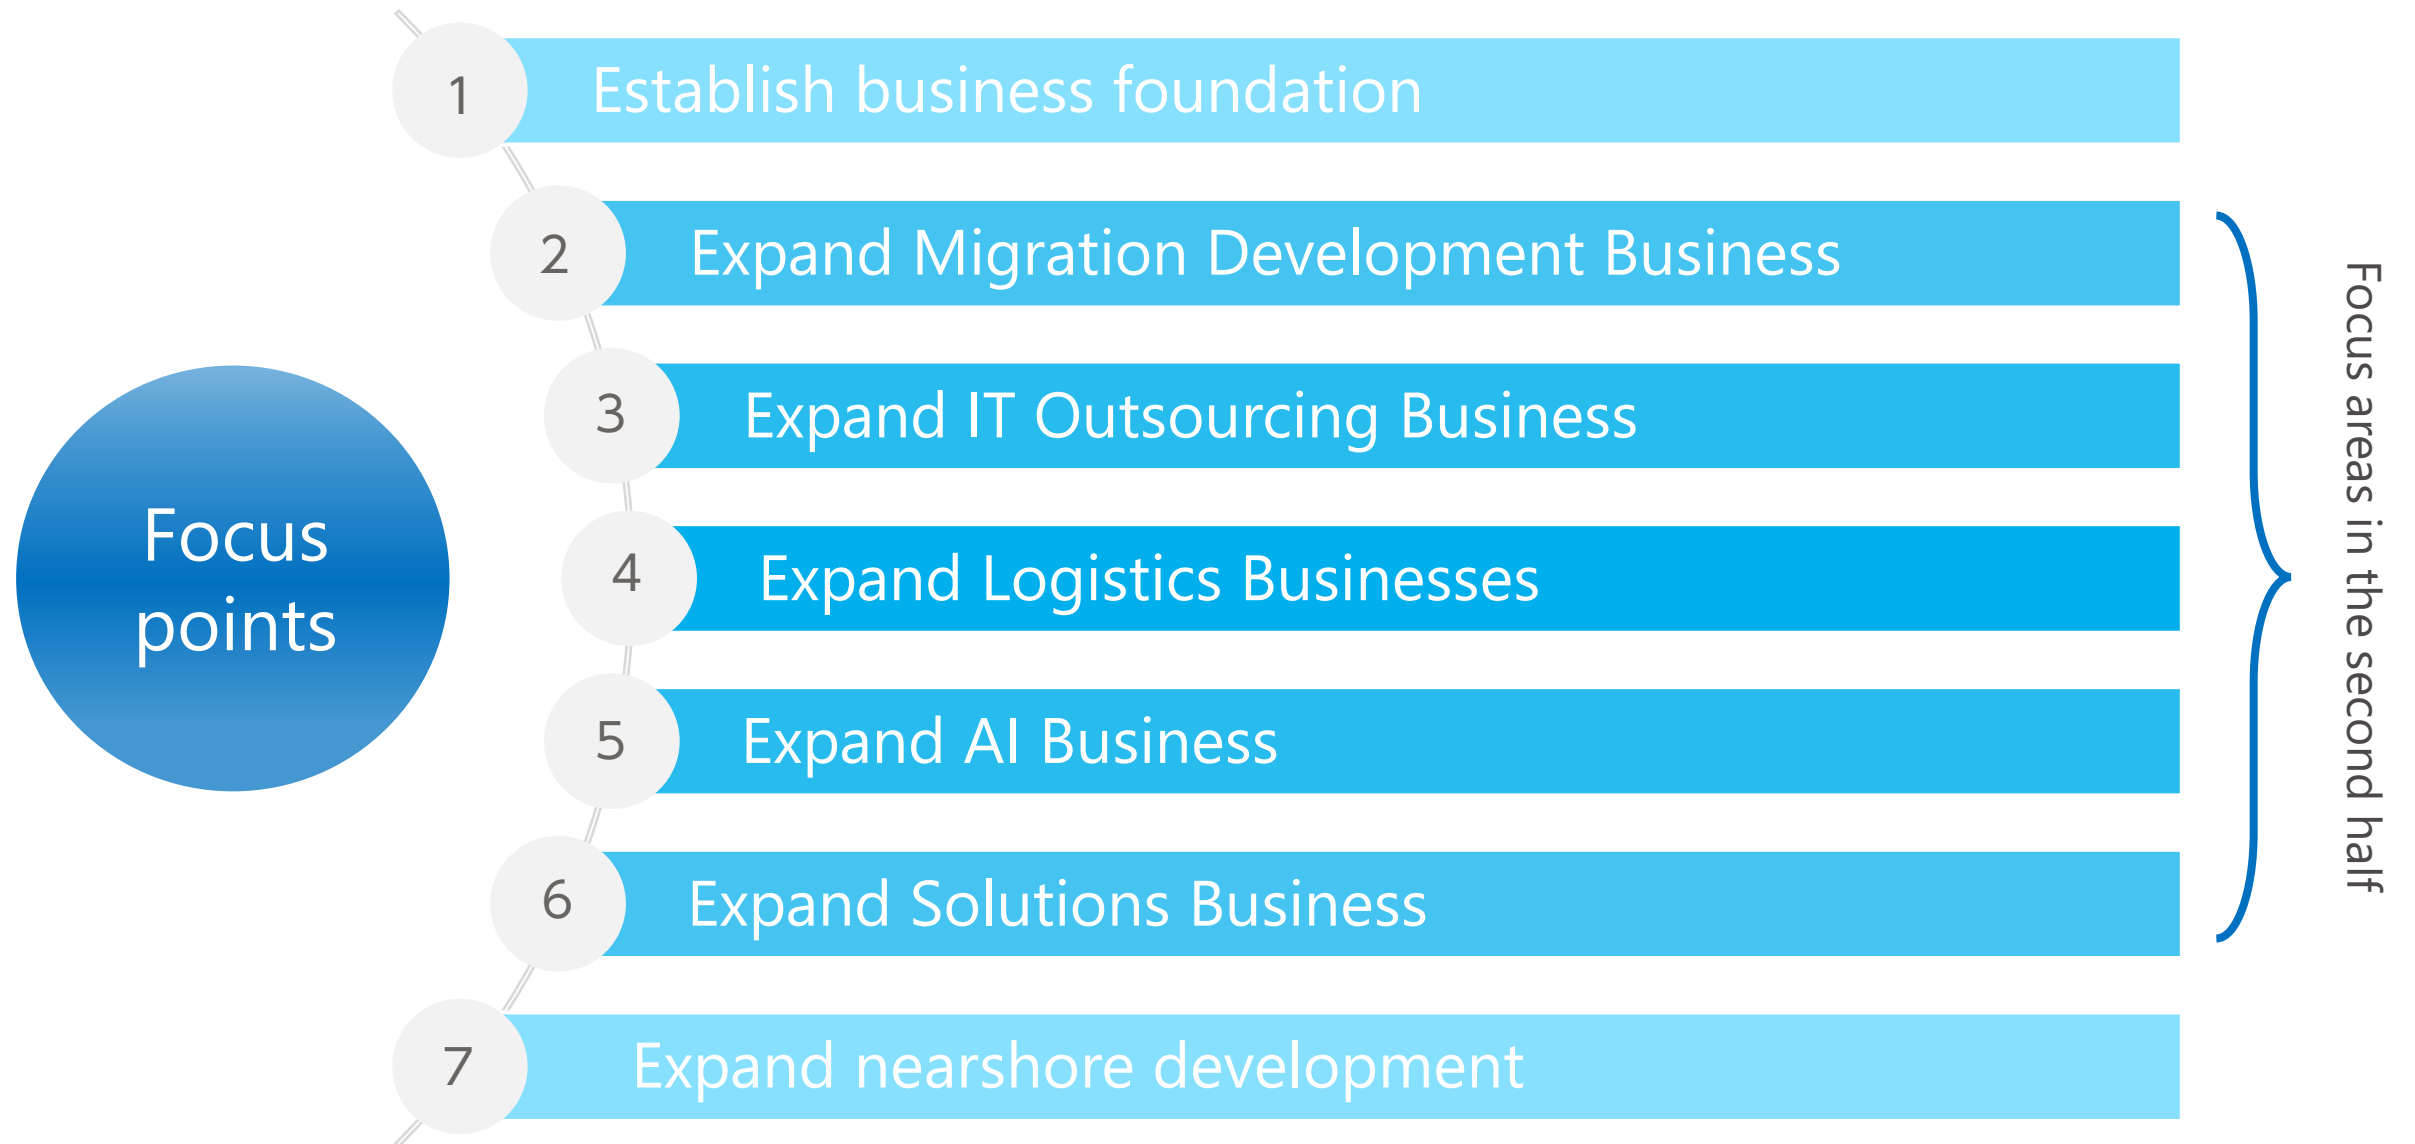 Focus
points
1
Establish business foundation
2
Expand Migration Development Business
3
Expand IT Outsourcing Business
4
Expand Logistics Businesses
5
Expand AI Business
6
Expand Solutions Business
7
Expand nearshore development
Focus areas in the second half